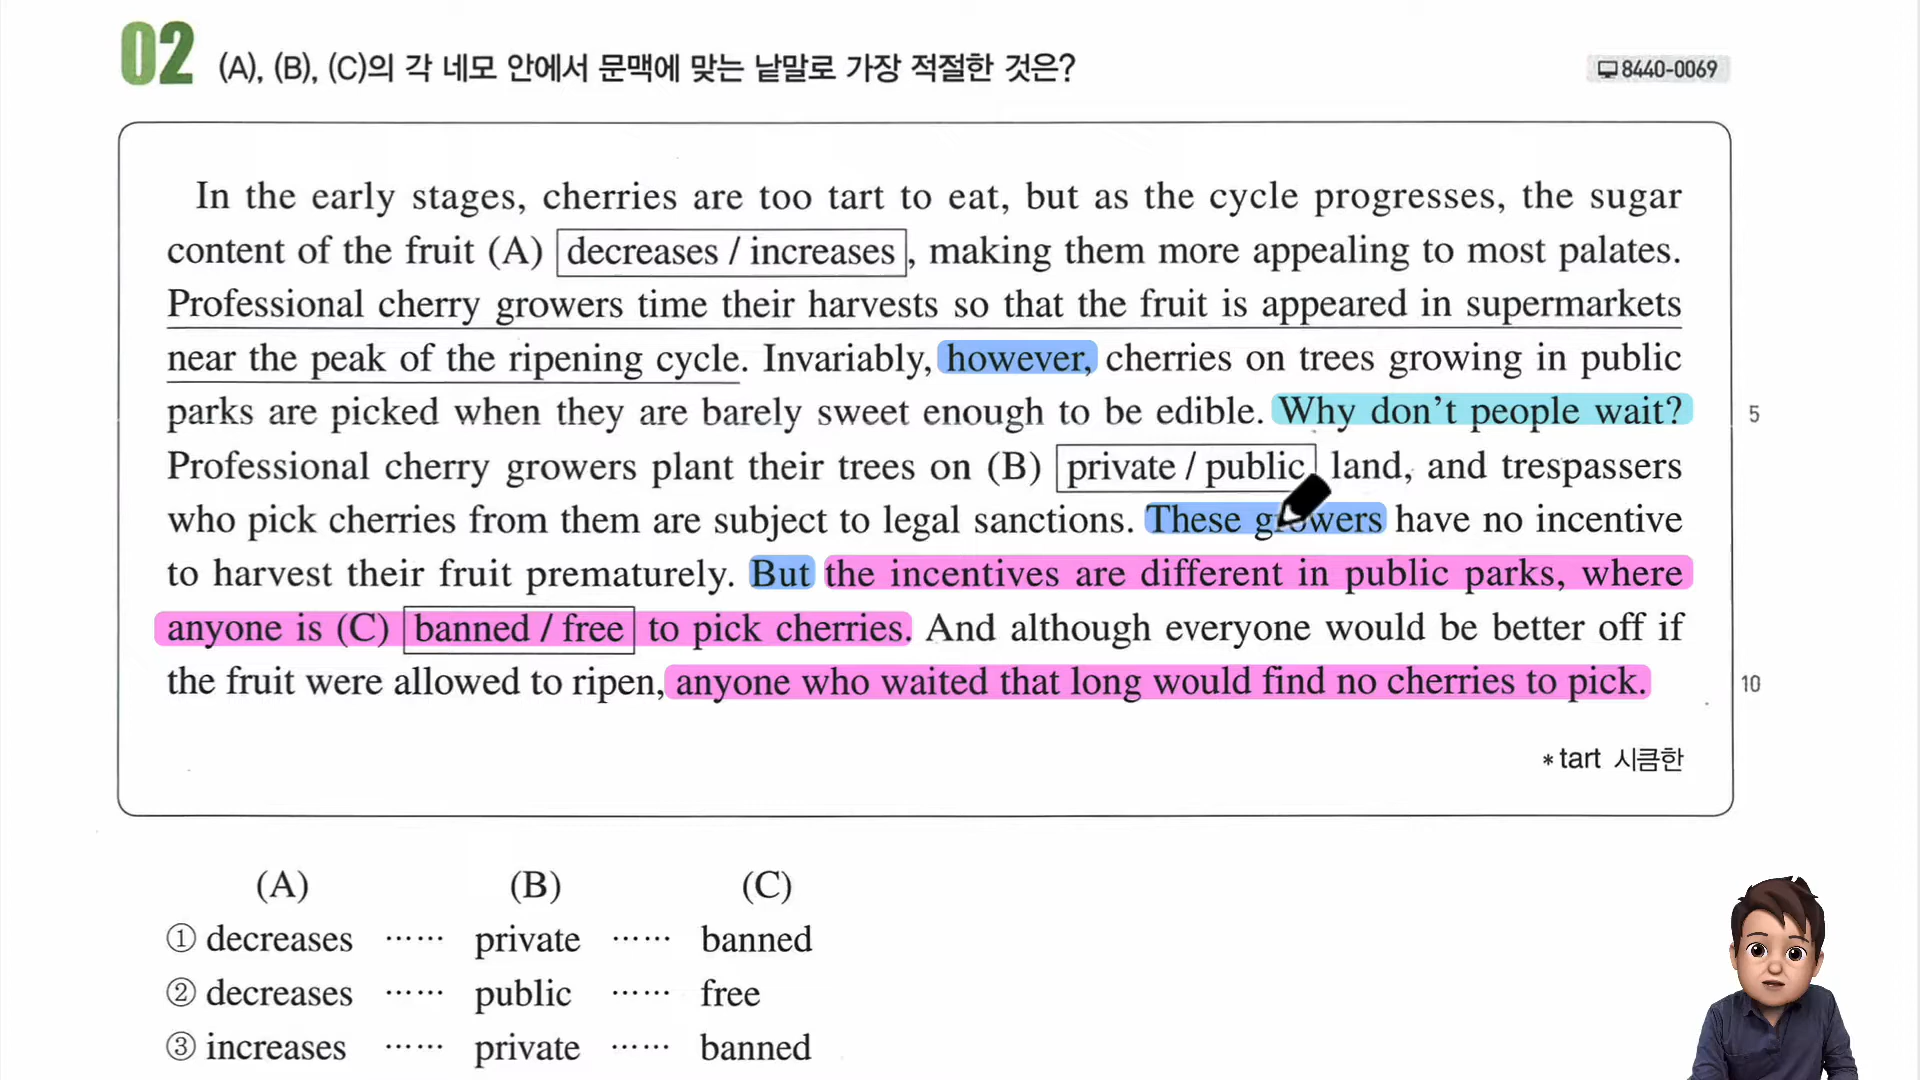 02 (A), (B), (C)의 각 네모 안에서 문맥에 맞는 낱말로 가장 적절한 것은?
8440-0069
In the early stages, cherries are too tart to eat, but as the cycle progresses, the sugar
content of the fruit (A) decreases / increases, making them more appealing to most palates.
Professional cherry growers time their harvests so that the fruit is appeared in supermarkets
near the peak of the ripening cycle. Invariably, however, cherries on trees growing in public
parks are picked when they are barely sweet enough to be edible. Why don't people wait?
5
Professional cherry growers plant their trees on (B) private / public land, and trespassers
who pick cherries from them are subject to legal sanctions. These growers have no incentive
to harvest their fruit prematurely. But the incentives are different in public parks, where
anyone is (C) banned / free to pick cherries. And although everyone would be better off if
the fruit were allowed to ripen, anyone who waited that long would find no cherries to pick.
10
*tart 시큼한
(A) (B) (C)
① decreases ······ private ······ banned
② decreases ······ public ······ free
③ increases ······ private ······ banned